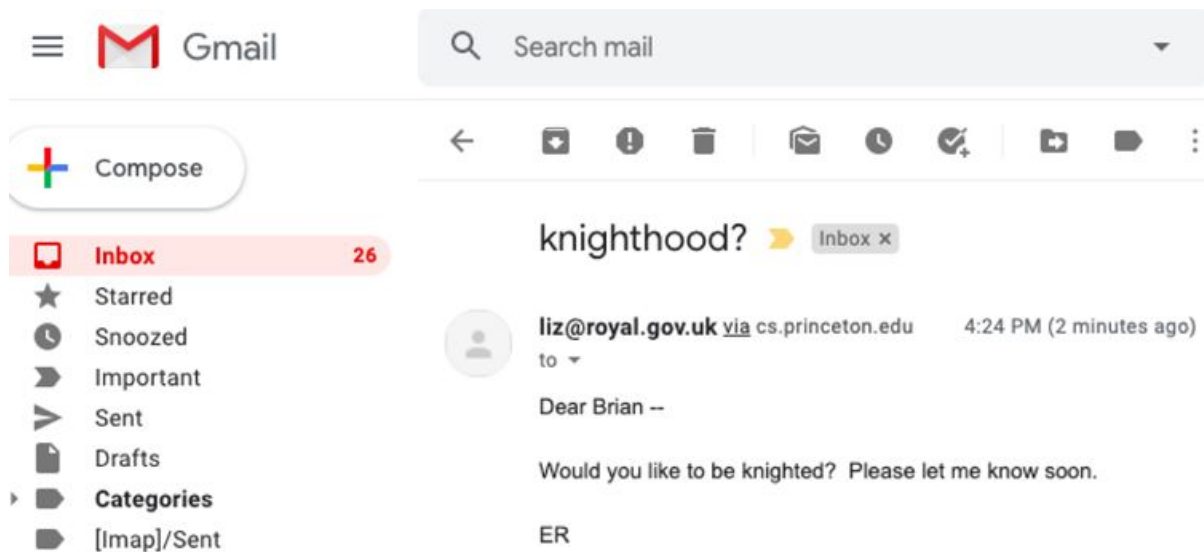 Gmail
Search mail
Compose
Inbox 26
Starred
Snoozed
Important
Sent
Drafts
Categories
[Imap]/Sent
knighthood? Inbox x
liz@royal.gov.uk via cs.princeton.edu 4:24 PM (2 minutes ago)
to
Dear Brian --
Would you like to be knighted? Please let me know soon.
ER